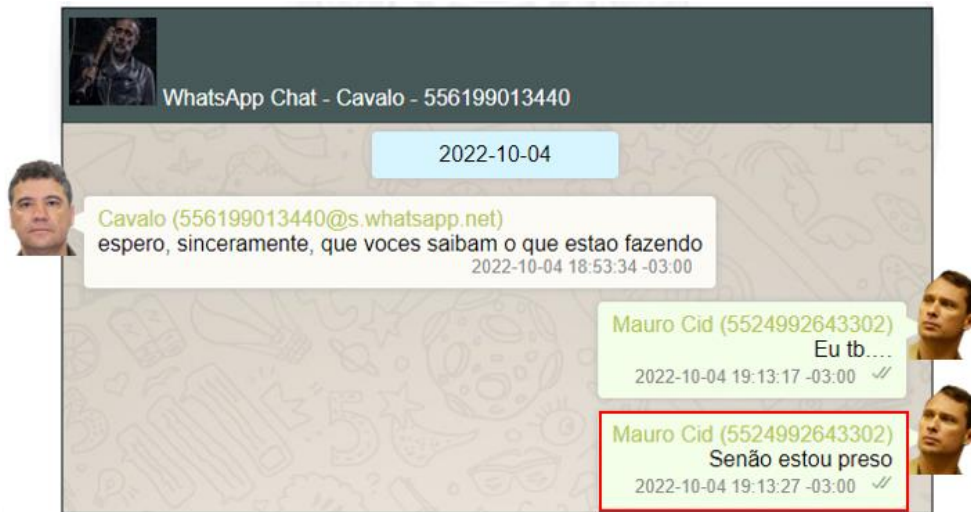 WhatsApp Chat - Cavalo - 556199013440
2022-10-04
Cavalo (556199013440@s.whatsapp.net)
espero, sinceramente, que voces saibam o que estao fazendo
2022-10-04 18:53:34 -03:00
Mauro Cid (5524992643302)
Eu tb....
2022-10-04 19:13:17 -03:00
Mauro Cid (5524992643302)
Senão estou preso
2022-10-04 19:13:27 -03:00